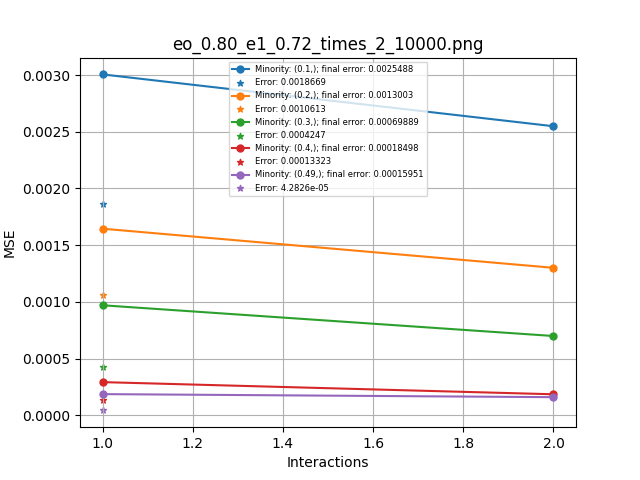 eo_0.80_e1_0.72_times_2_10000.png
0.0030
0.0025
0.0020
0.0015
0.0010
0.0005
0.0000
MSE
Minority: (0.1,); final error: 0.0025488
Error: 0.0018669
Minority: (0.2,); final error: 0.0013003
Error: 0.0010613
Minority: (0.3,); final error: 0.00069889
Error: 0.0004247
Minority: (0.4,); final error: 0.00018498
Error: 0.00013323
Minority: (0.49,); final error: 0.00015951
Error: 4.2826e-05
1.0 1.2 1.4 1.6 1.8 2.0
Interactions